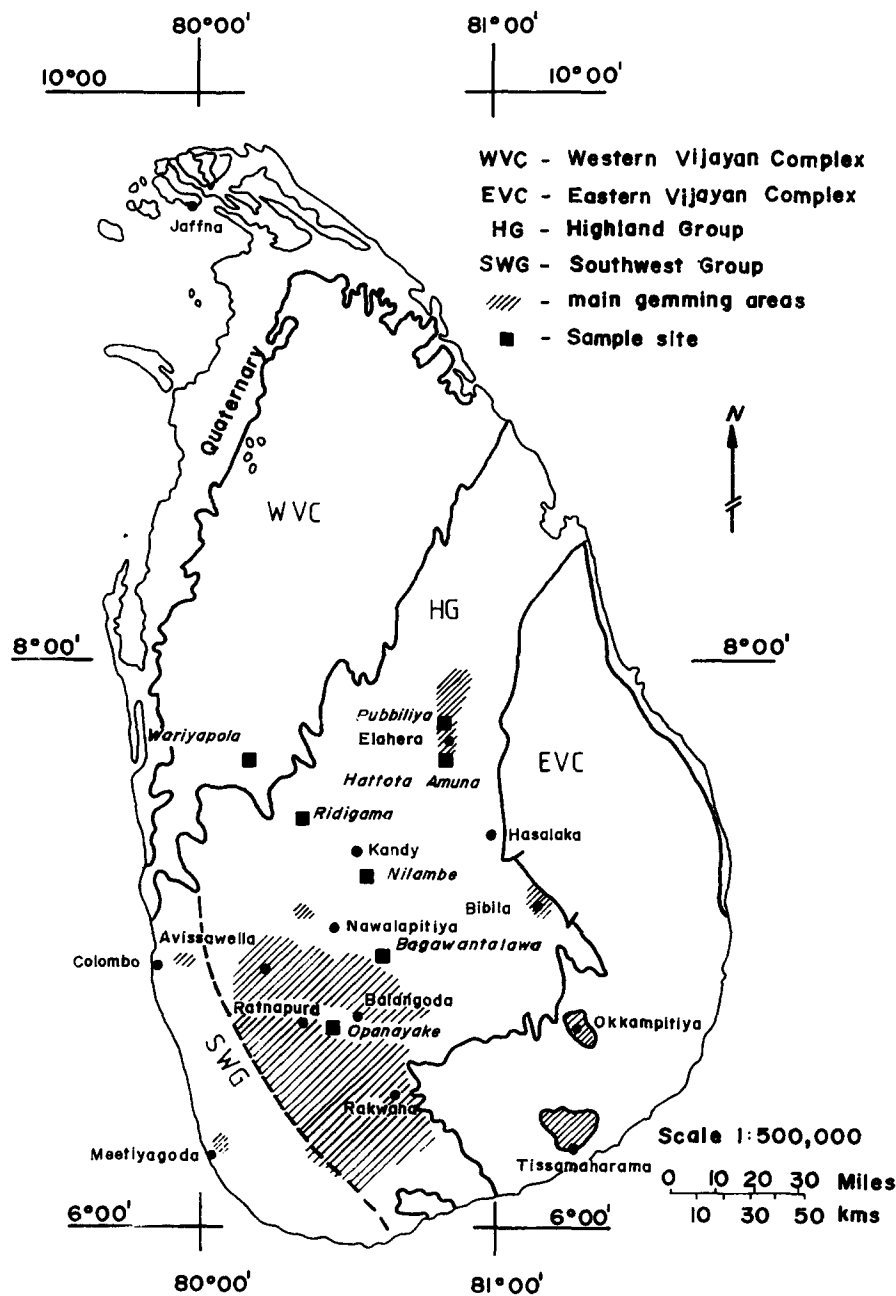 80°00'
81°00'
10°00
10°00'
WVC - Western Vijayan Complex
EVC - Eastern Vijayan Complex
HG - Highland Group
SWG - Southwest Group
- main gemming areas
- Sample site
Jaffna
N
Quaternary
WVC
HG
8°00'
8°00'
Pubbiliya
Wariyapola
Elahera
EVC
Hattota Amuna
Ridigama
Hasalaka
Kandy
Nilambe
Bibila
Nawalapitiya
Avissawella
Bagawantalawa
Colombo
Balangoda
Ratnapurd
Okkampitiya
Opanayake
SWG
Rakwana
Scale 1:500,000
Meetiyagoda
Tissamaharama
0 10 20 30 Miles
10 30 50 kms
6°00'
6°00'
80°00'
81°00'